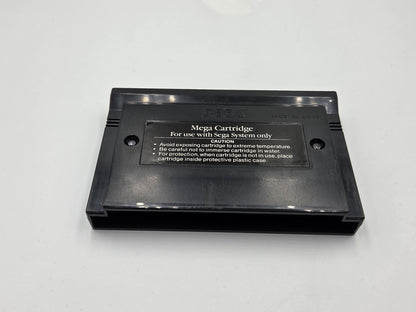 SEGA
Mega Cartridge
For use with Sega System only
CAUTION
• Avoid exposing cartridge to extreme temperature.
• Be careful not to immerse cartridge in water.
• For protection, when cartridge is not in use, place
cartridge inside protective plastic case.